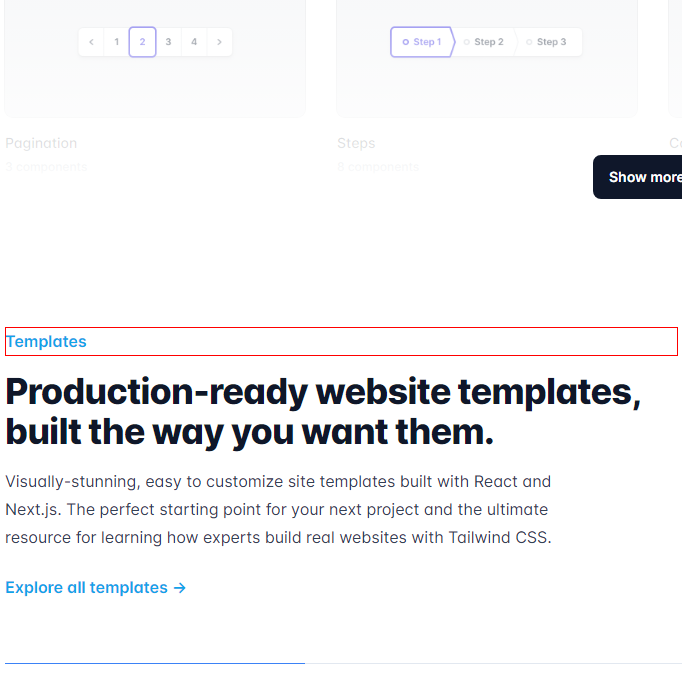 1 2 3 4
Step 1 Step 2 Step 3
Pagination Steps
components 8 components
Show more
Templates
Production-ready website templates,
built the way you want them.
Visually-stunning, easy to customize site templates built with React and
Next.js. The perfect starting point for your next project and the ultimate
resource for learning how experts build real websites with Tailwind CSS.
Explore all templates →